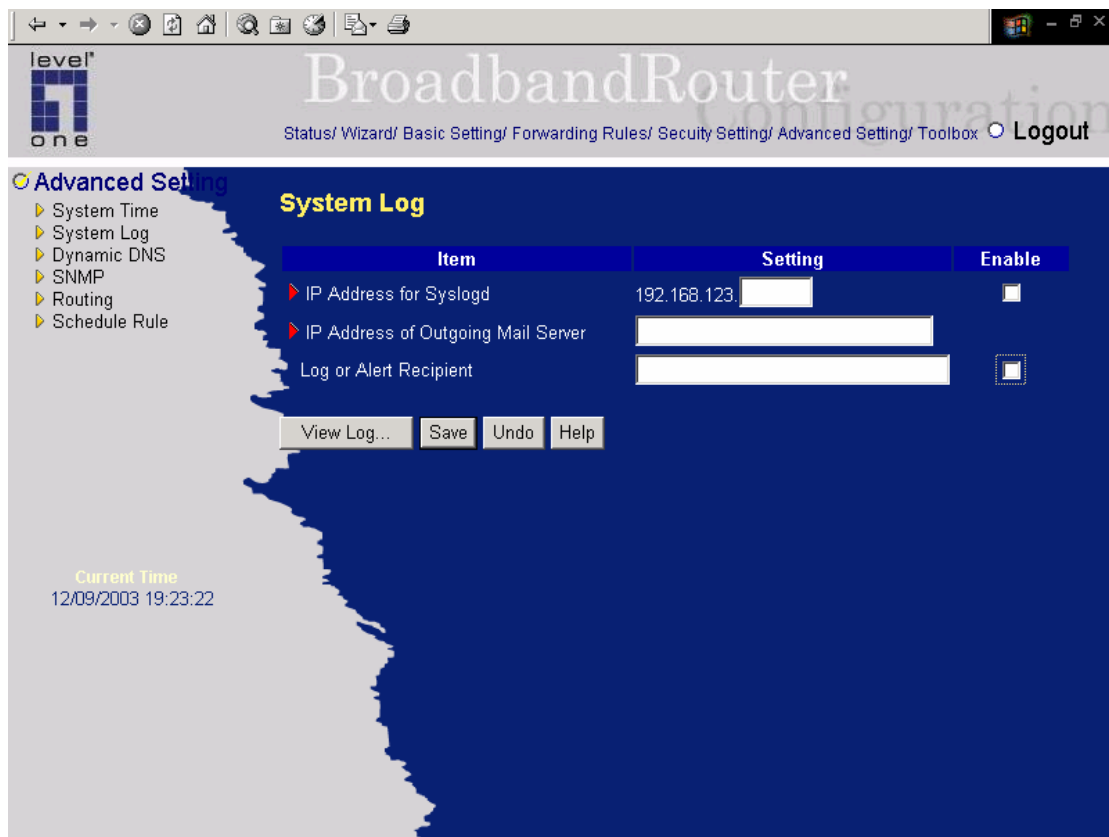 level*
one
BroadbandRouter
Configuration
Status/ Wizard/ Basic Setting/ Forwarding Rules/ Secuity Setting/ Advanced Setting/ Toolbox Logout
Advanced Setting
System Time
System Log
Dynamic DNS
SNMP
Routing
Schedule Rule
Current Time
12/09/2003 19:23:22
System Log
Item Setting Enable
IP Address for Syslogd 192.168.123.
IP Address of Outgoing Mail Server
Log or Alert Recipient
View Log... Save Undo Help